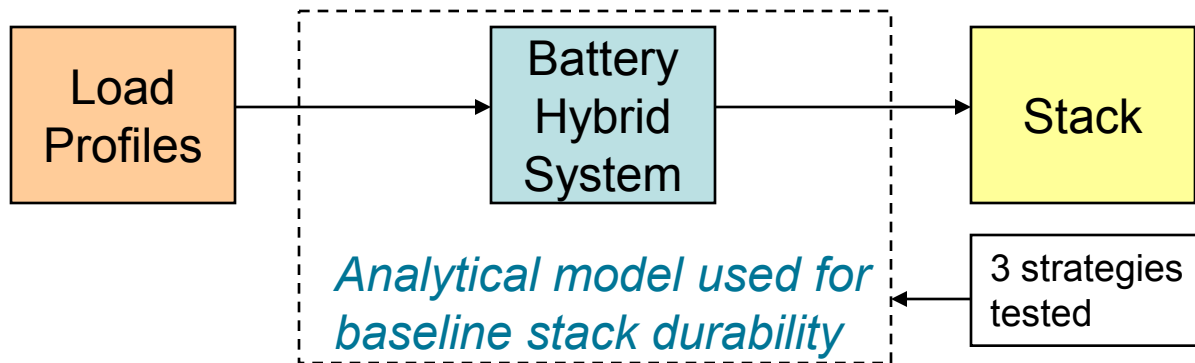 Load
Profiles
Battery
Hybrid
System
Stack
Analytical model used for
baseline stack durability
3 strategies
tested